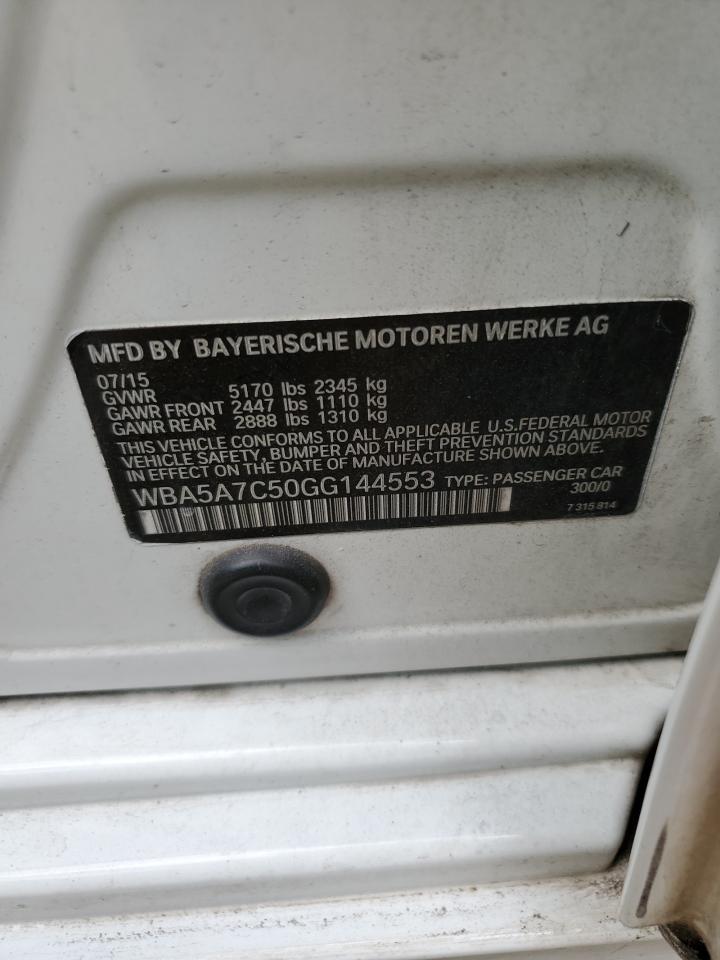 MFD BY BAYERISCHE MOTOREN WERKE AG
07/15
GVWR 5170 lbs 2345 kg
GAWR FRONT 2447 lbs 1110 kg
GAWR REAR 2888 lbs 1310 kg
THIS VEHICLE CONFORMS TO ALL APPLICABLE U.S.FEDERAL MOTOR
VEHICLE SAFETY, BUMPER AND THEFT PREVENTION STANDARDS
IN EFFECT ON THE DATE OF MANUFACTURE SHOWN ABOVE.
WBA5A7C50GG144553 TYPE: PASSENGER CAR
300/0
7 315 814